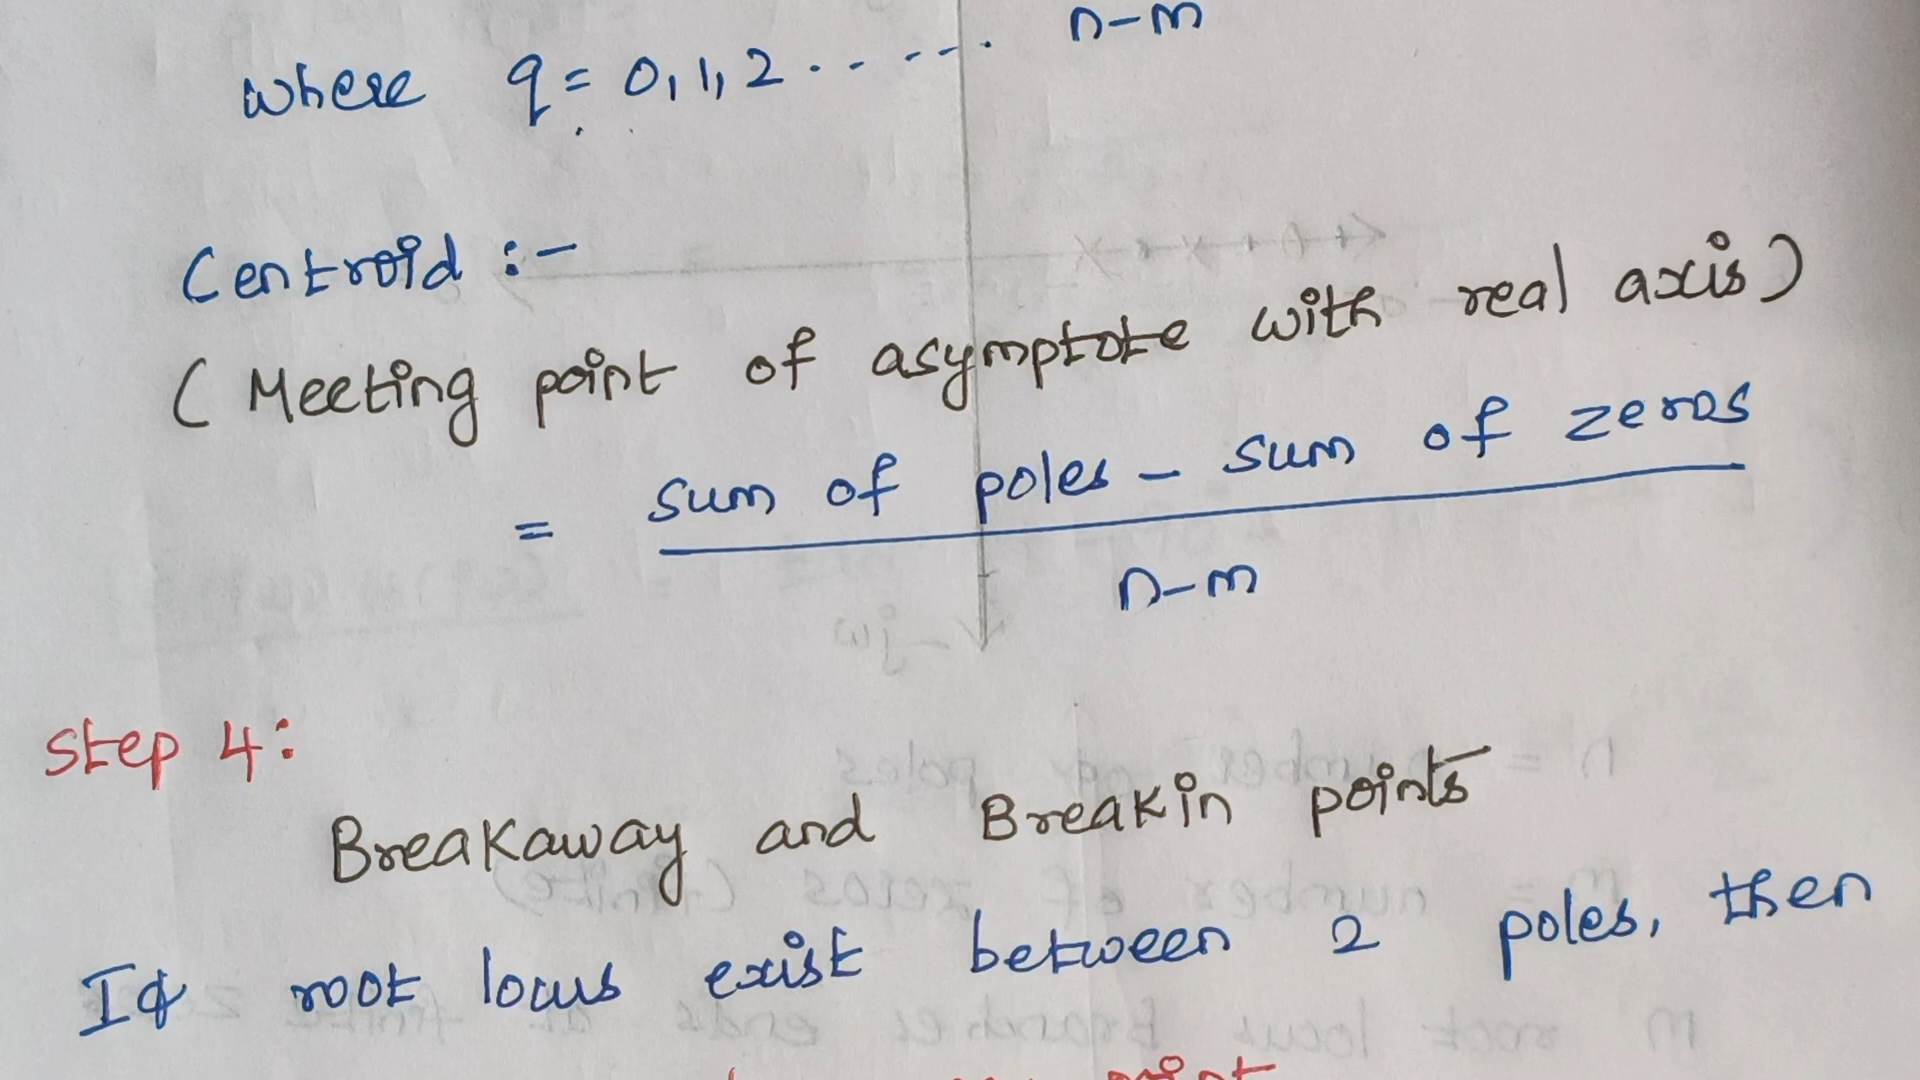 where q = 0, 1, 2 ........ n-m
Centroid :-
( Meeting point of asymptote with real axis )
= sum of poles - sum of zeros
n-m
Step 4:
Breakaway and Breakin points
If root locus exist between 2 poles, then